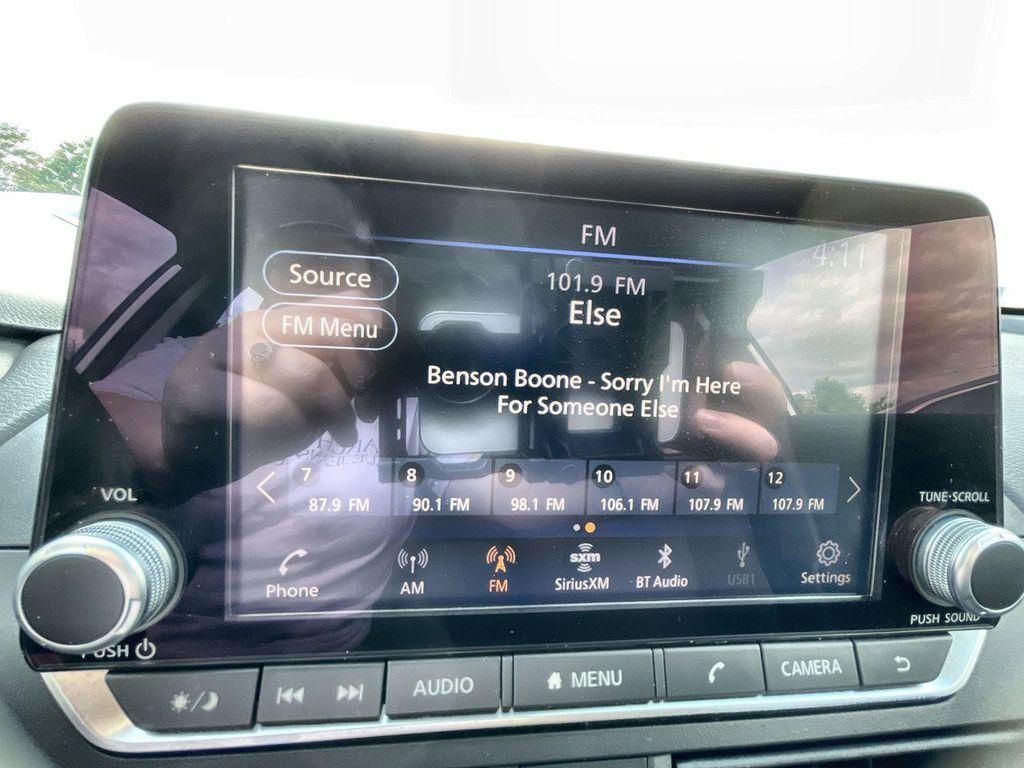 FM
4:11
Source
101.9 FM
Else
FM Menu
Benson Boone - Sorry I'm Here
For Someone Else
7
8
9
10
11
12
87.9 FM
90.1 FM
98.1 FM
106.1 FM
107.9 FM
107.9 FM
Phone
AM
FM
sxm
SiriusXM
BT Audio
USB1
Settings
VOL
TUNE·SCROLL
PUSH
PUSH SOUND
AUDIO
MENU
CAMERA